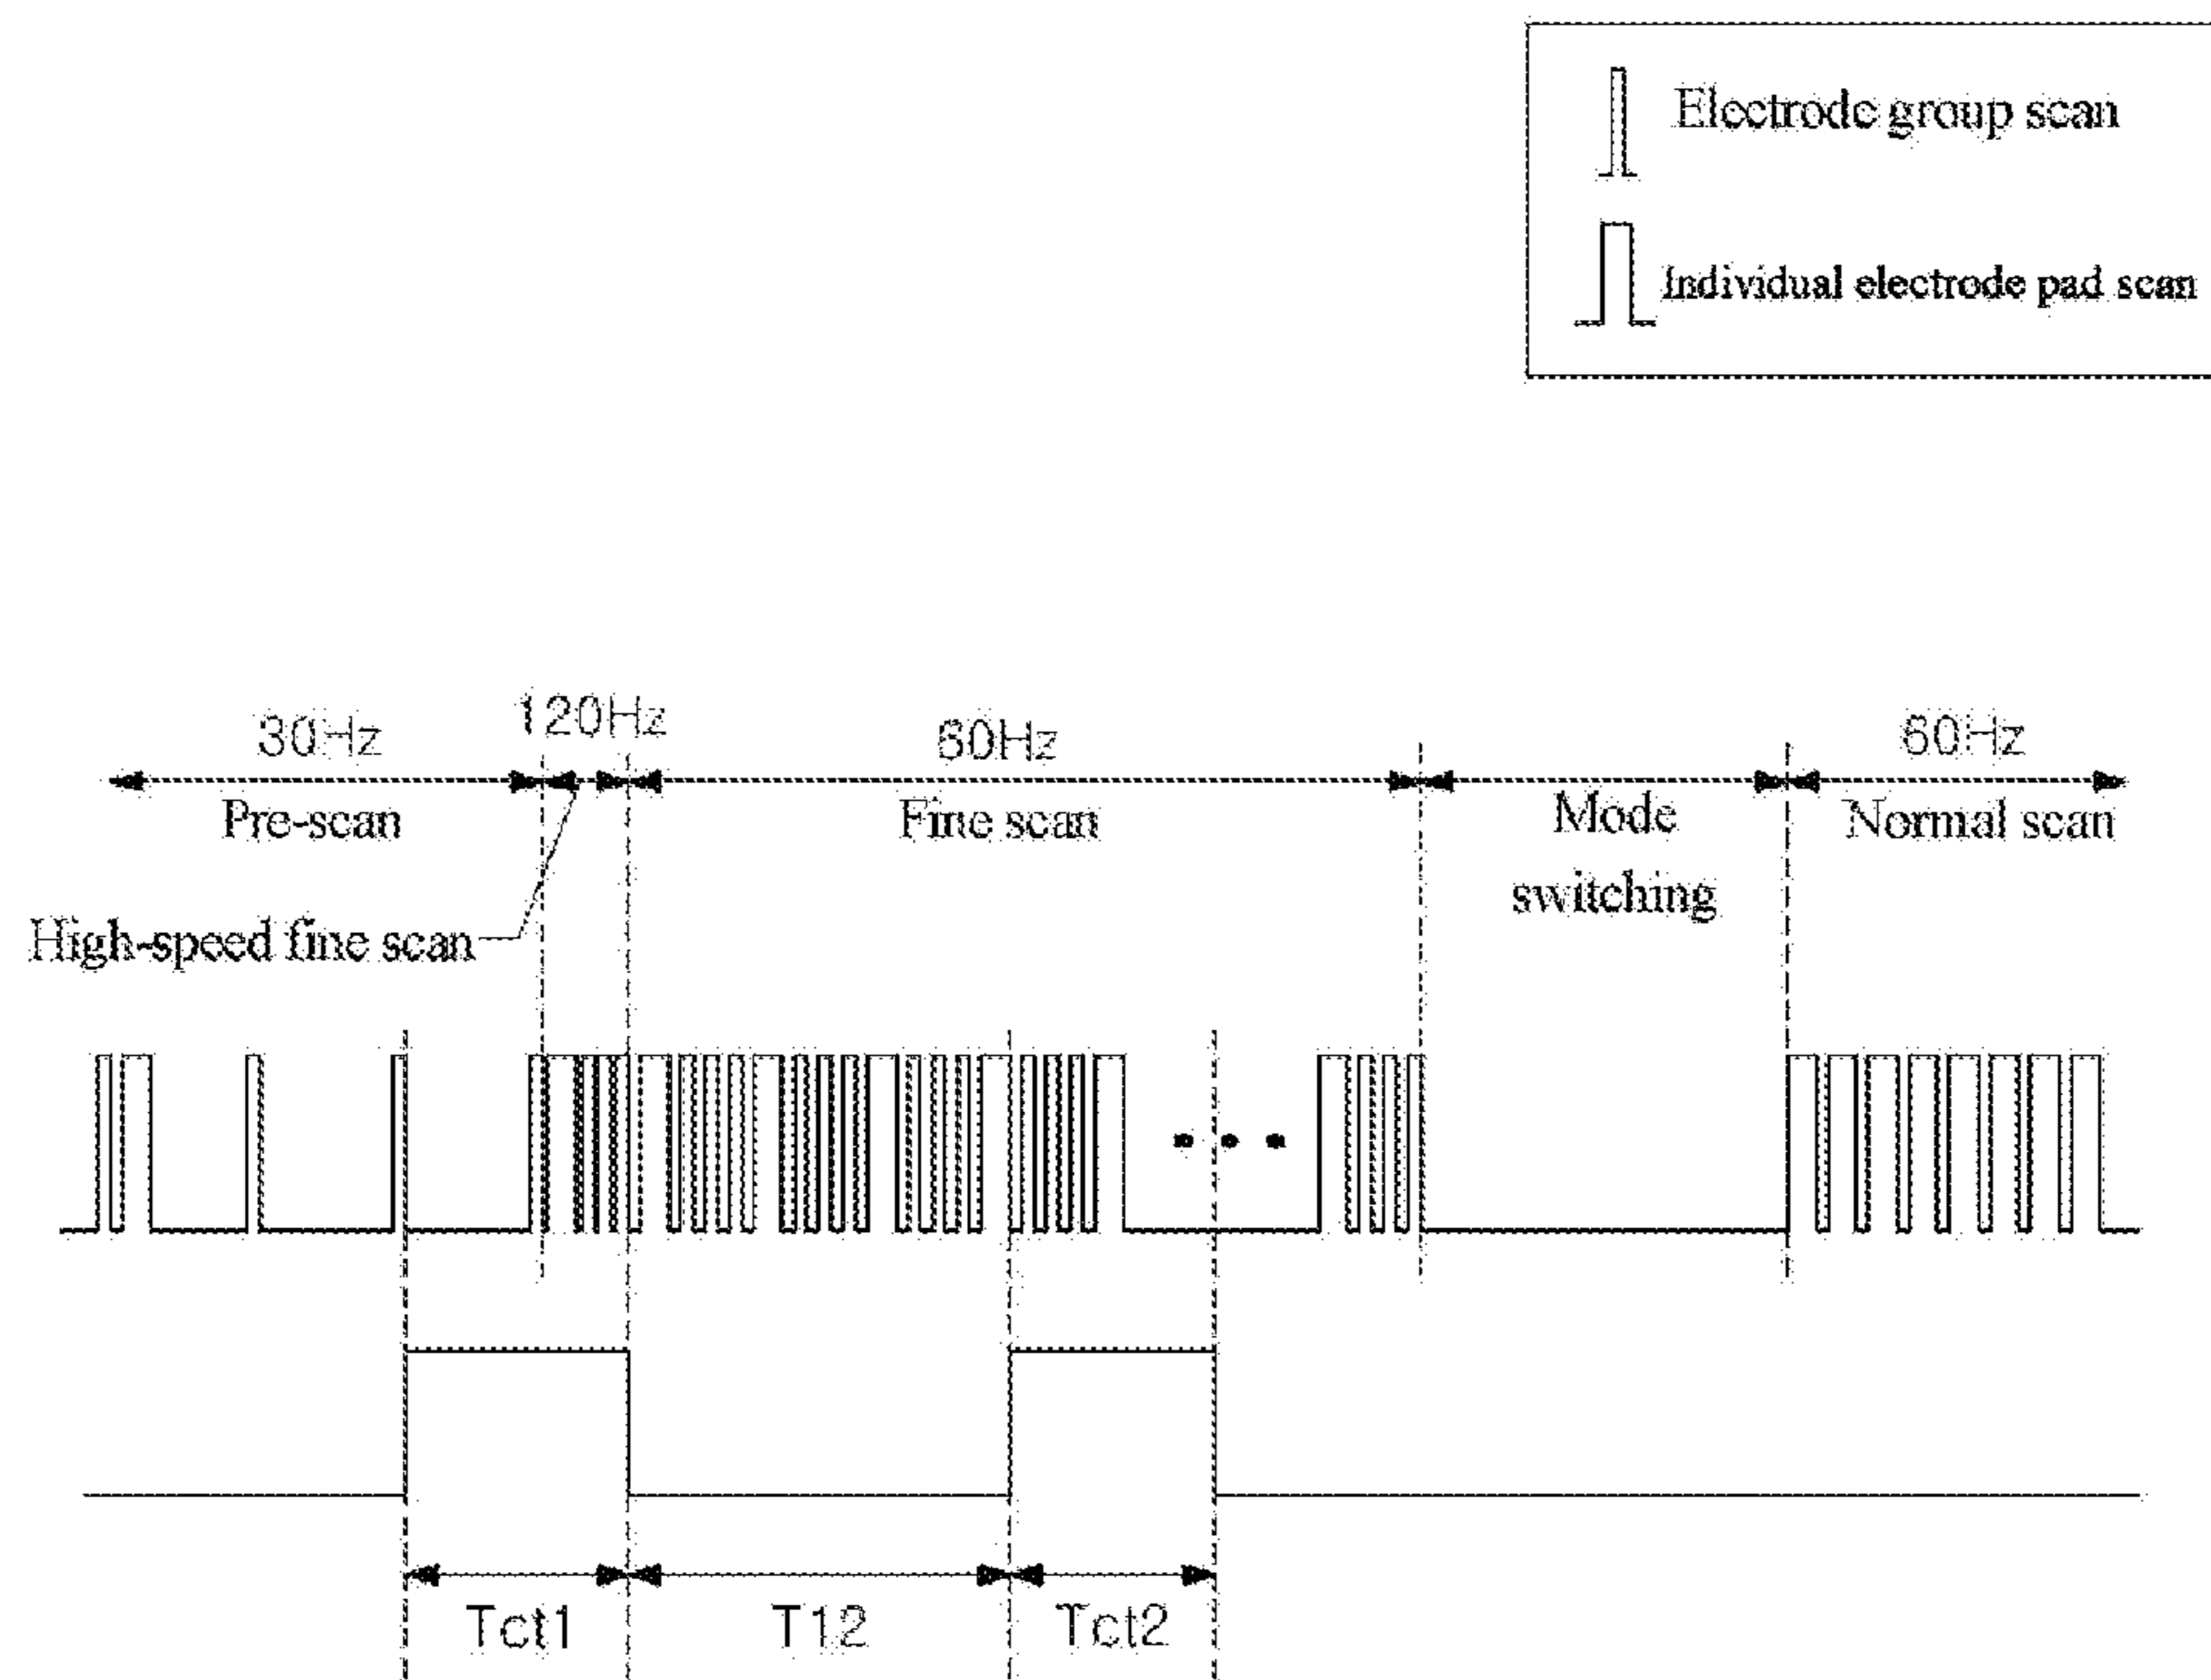 Electrode group scan
Individual electrode pad scan
30Hz
120Hz
60Hz
60Hz
Pre-scan
Fine scan
Mode
switching
Normal scan
High-speed fine scan
Tct1
T12
Tct2